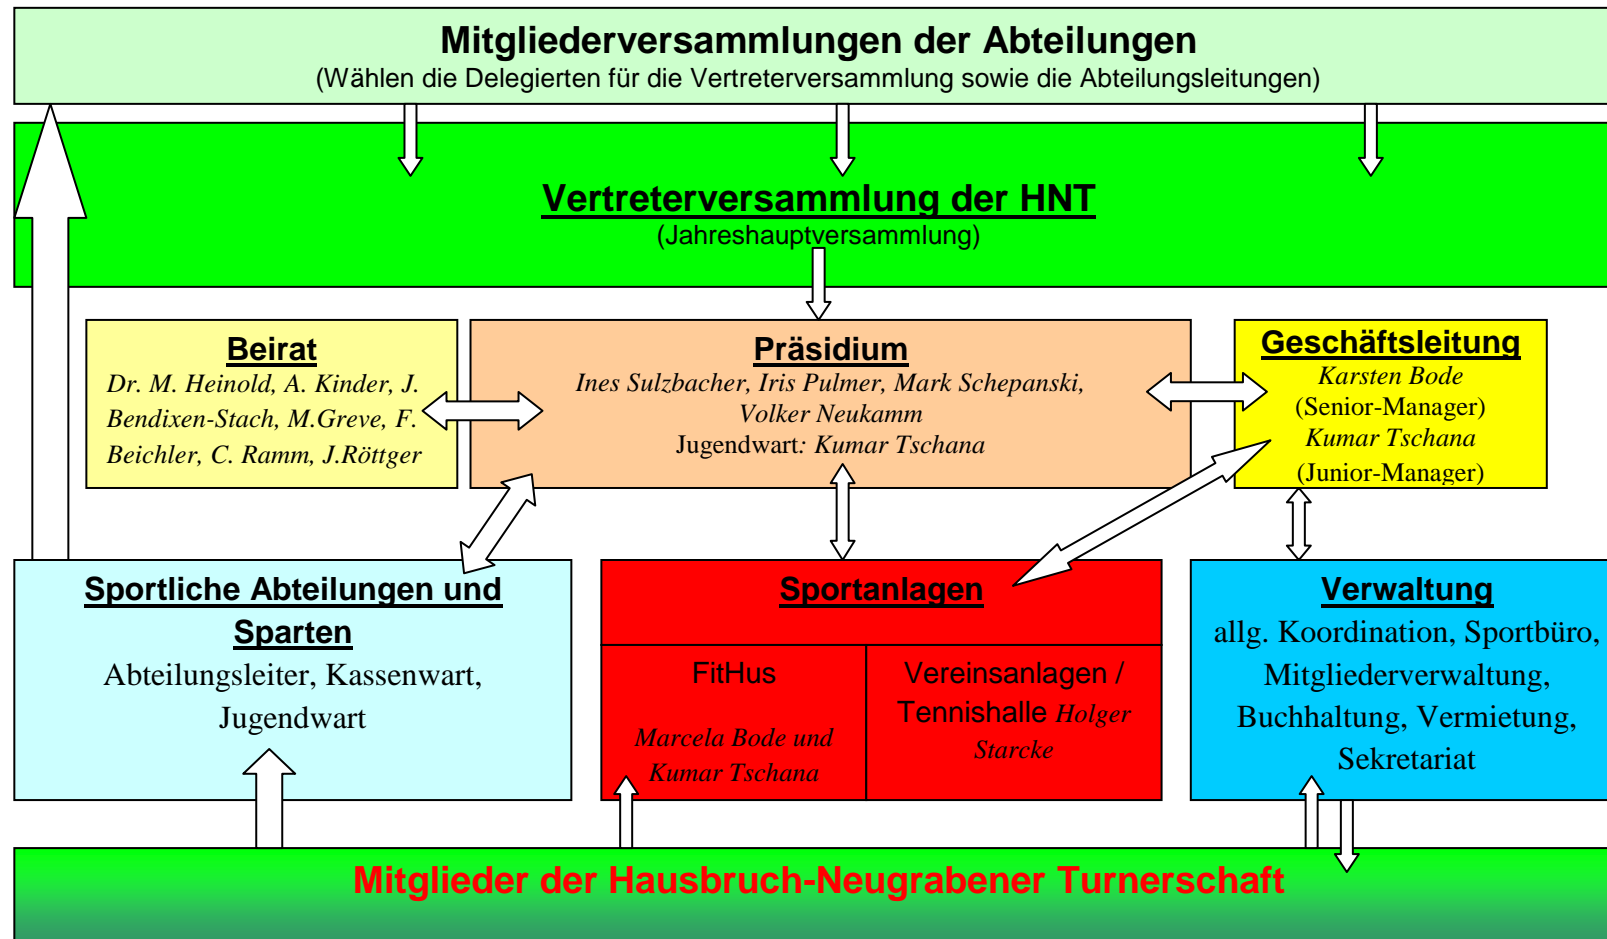 Mitgliederversammlungen der Abteilungen
(Wählen die Delegierten für die Vertreterversammlung sowie die Abteilungsleitungen)
Vertreterversammlung der HNT
(Jahreshauptversammlung)
Beirat
Dr. M. Heinold, A. Kinder, J.
Bendixen-Stach, M.Greve, F.
Beichler, C. Ramm, J.Röttger
Präsidium
Ines Sulzbacher, Iris Pulmer, Mark Schepanski,
Volker Neukamm
Jugendwart: Kumar Tschana
Geschäftsleitung
Karsten Bode
(Senior-Manager)
Kumar Tschana
(Junior-Manager)
Sportliche Abteilungen und
Sparten
Abteilungsleiter, Kassenwart,
Jugendwart
Sportanlagen
FitHus
Marcela Bode und
Kumar Tschana
Vereinsanlagen /
Tennishalle Holger
Starcke
Verwaltung
allg. Koordination, Sportbüro,
Mitgliederverwaltung,
Buchhaltung, Vermietung,
Sekretariat
Mitglieder der Hausbruch-Neugrabener Turnerschaft